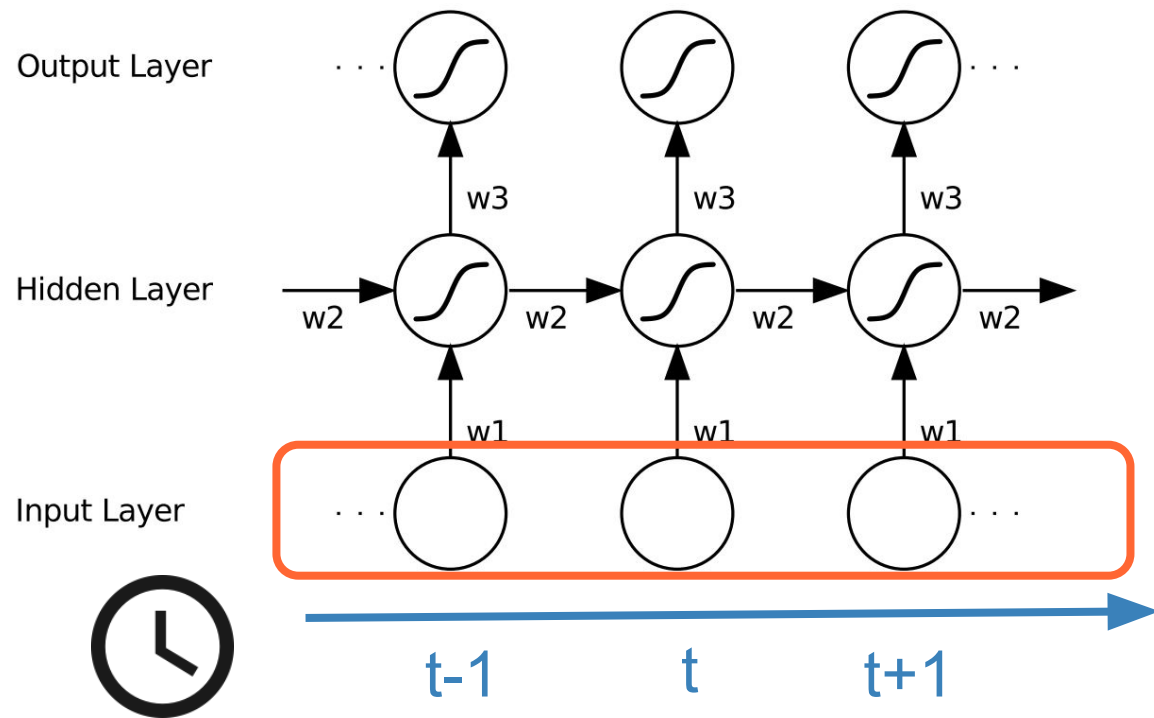 Output Layer . . . . . .
w3 w3 w3
Hidden Layer
w2 w2 w2 w2
w1 w1 w1
Input Layer . . . . . .
t-1 t t+1